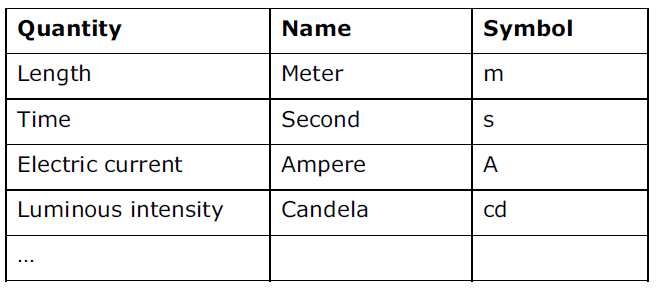 Quantity Name Symbol
Length Meter m
Time Second s
Electric current Ampere A
Luminous intensity Candela cd
...